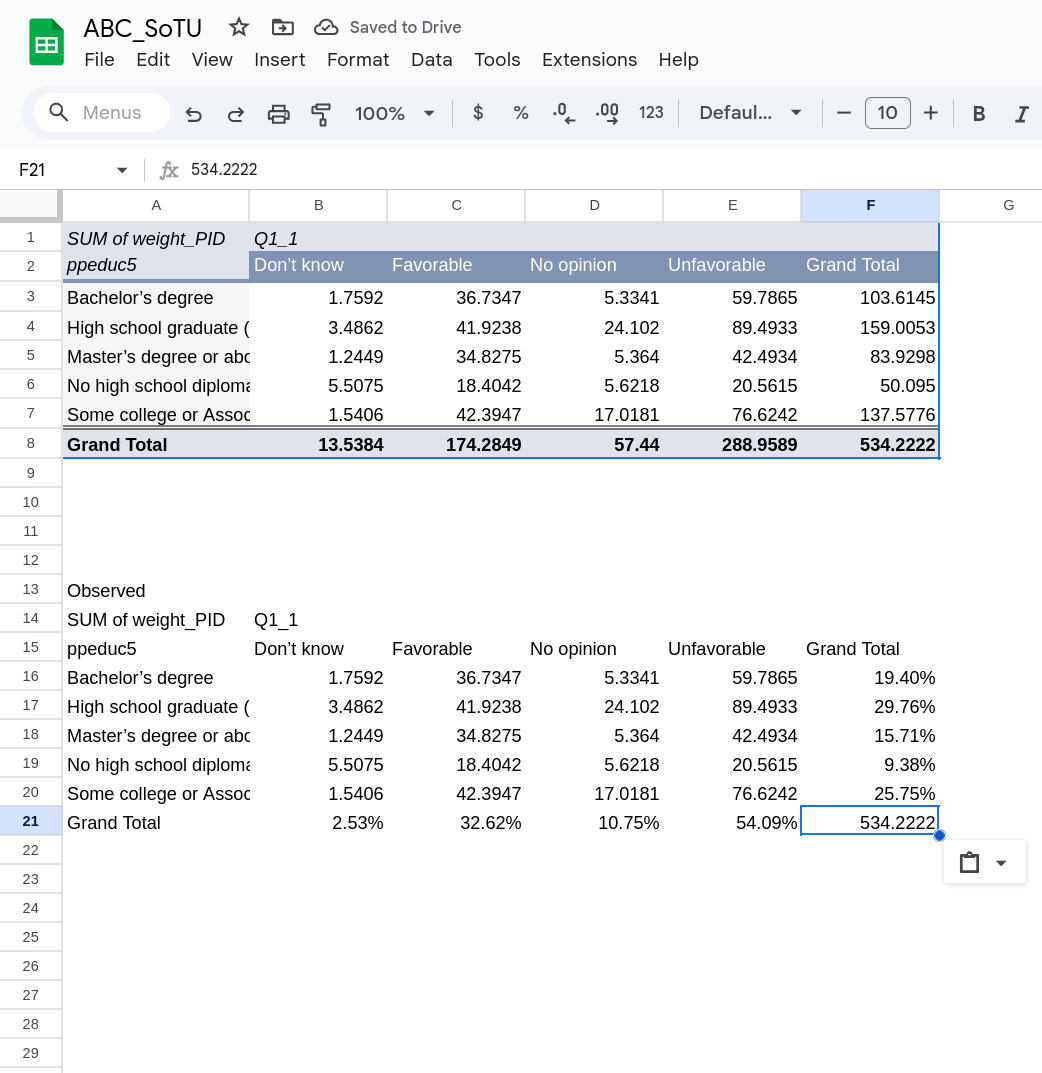 ABC_SoTU Saved to Drive
File Edit View Insert Format Data Tools Extensions Help
Menus 100% $ % .0 .00 123 Defaul... 10 B I
F21 fx 534.2222
A B C D E F G
1 SUM of weight_PID Q1_1
2 ppeduc5 Don't know Favorable No opinion Unfavorable Grand Total
3 Bachelor’s degree 1.7592 36.7347 5.3341 59.7865 103.6145
4 High school graduate ( 3.4862 41.9238 24.102 89.4933 159.0053
5 Master’s degree or abo 1.2449 34.8275 5.364 42.4934 83.9298
6 No high school diploma 5.5075 18.4042 5.6218 20.5615 50.095
7 Some college or Assoc 1.5406 42.3947 17.0181 76.6242 137.5776
8 Grand Total 13.5384 174.2849 57.44 288.9589 534.2222
9
10
11
12
13 Observed
14 SUM of weight_PID Q1_1
15 ppeduc5 Don’t know Favorable No opinion Unfavorable Grand Total
16 Bachelor’s degree 1.7592 36.7347 5.3341 59.7865 19.40%
17 High school graduate ( 3.4862 41.9238 24.102 89.4933 29.76%
18 Master’s degree or abo 1.2449 34.8275 5.364 42.4934 15.71%
19 No high school diploma 5.5075 18.4042 5.6218 20.5615 9.38%
20 Some college or Assoc 1.5406 42.3947 17.0181 76.6242 25.75%
21 Grand Total 2.53% 32.62% 10.75% 54.09% 534.2222
22
23
24
25
26
27
28
29